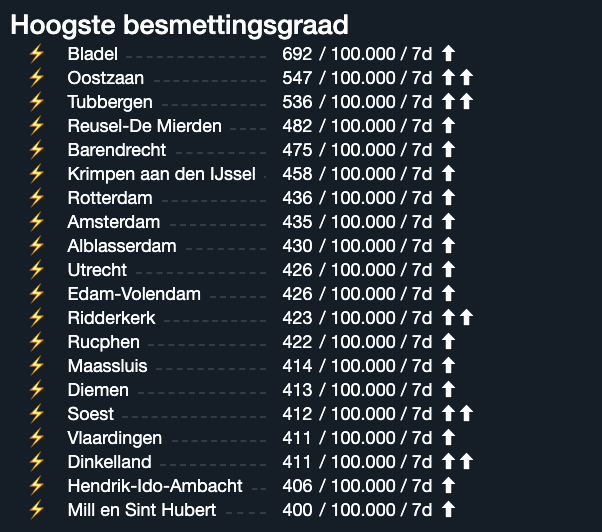 Hoogste besmettingsgraad
⚡ Bladel 692 / 100.000 / 7d ⬆
⚡ Oostzaan 547 / 100.000 / 7d ⬆⬆
⚡ Tubbergen 536 / 100.000 / 7d ⬆⬆
⚡ Reusel-De Mierden 482 / 100.000 / 7d ⬆
⚡ Barendrecht 475 / 100.000 / 7d ⬆
⚡ Krimpen aan den IJssel 458 / 100.000 / 7d ⬆
⚡ Rotterdam 436 / 100.000 / 7d ⬆
⚡ Amsterdam 435 / 100.000 / 7d ⬆
⚡ Alblasserdam 430 / 100.000 / 7d ⬆
⚡ Utrecht 426 / 100.000 / 7d ⬆
⚡ Edam-Volendam 426 / 100.000 / 7d ⬆
⚡ Ridderkerk 423 / 100.000 / 7d ⬆⬆
⚡ Rucphen 422 / 100.000 / 7d ⬆
⚡ Maassluis 414 / 100.000 / 7d ⬆
⚡ Diemen 413 / 100.000 / 7d ⬆
⚡ Soest 412 / 100.000 / 7d ⬆⬆
⚡ Vlaardingen 411 / 100.000 / 7d ⬆
⚡ Dinkelland 411 / 100.000 / 7d ⬆⬆
⚡ Hendrik-Ido-Ambacht 406 / 100.000 / 7d ⬆
⚡ Mill en Sint Hubert 400 / 100.000 / 7d ⬆